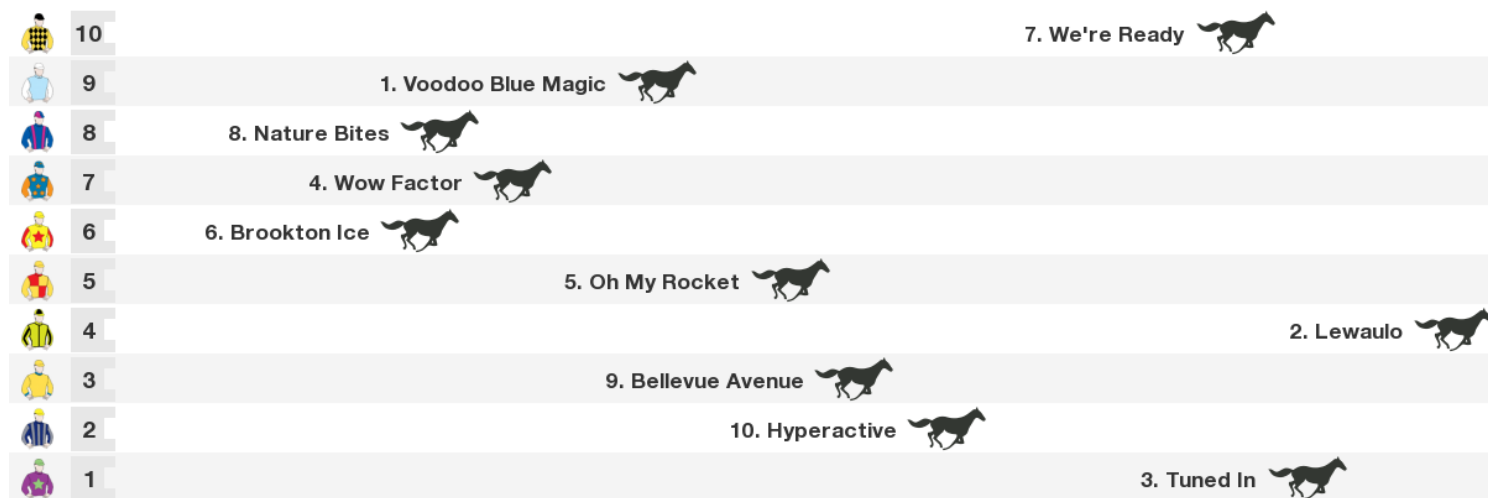 10 7. We're Ready
9 1. Voodoo Blue Magic
8 8. Nature Bites
7 4. Wow Factor
6 6. Brookton Ice
5 5. Oh My Rocket
4 2. Lewaulo
3 9. Bellevue Avenue
2 10. Hyperactive
1 3. Tuned In